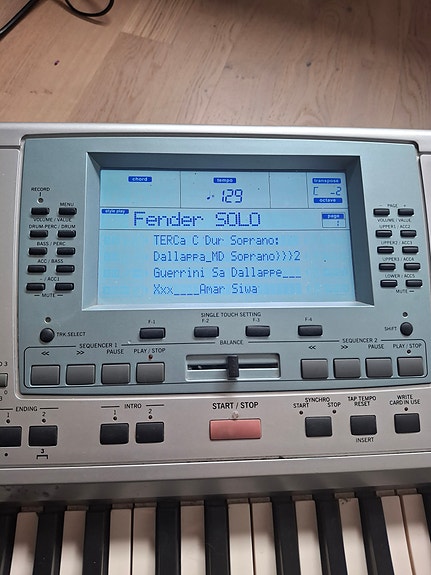 chord
tempo
transpose
♩129
C -2
octave
style play
Fender SOLO
page
1
TERCa C Dur Soprano:
Dallappa_MD Soprano)))2
Guerrini Sa Dallappe___
Xxx____Amar Siwa
RECORD
MENU
VOLUME / VALUE
DRUM-PERC / DRUM
BASS / PERC
ACC / BASS
- / ACC1
MUTE
PAGE +
VOLUME / VALUE
UPPER1 / ACC2
UPPER2 / ACC3
UPPER3 / ACC4
LOWER / ACC5
MUTE
SINGLE TOUCH SETTING
TRK.SELECT
F-1
F-2
F-3
F-4
SHIFT
SEQUENCER 1
BALANCE
SEQUENCER 2
<<
>>
PAUSE
PLAY / STOP
<<
>>
PAUSE
PLAY / STOP
ENDING
INTRO
START / STOP
SYNCHRO
START
STOP
TAP TEMPO
RESET
WRITE
CARD IN USE
2
1
2
INSERT
3